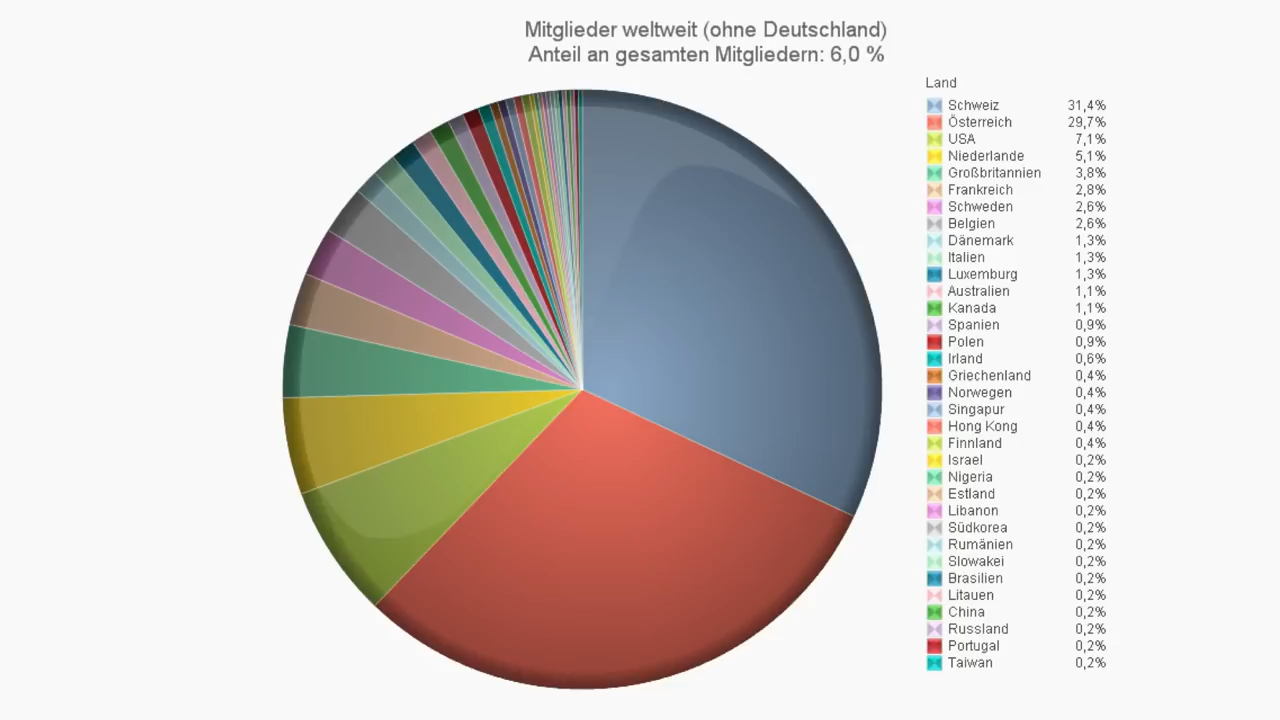 Mitglieder weltweit (ohne Deutschland)
Anteil an gesamten Mitgliedern: 6,0 %
Land
Schweiz 31,4%
Österreich 29,7%
USA 7,1%
Niederlande 5,1%
Großbritannien 3,8%
Frankreich 2,8%
Schweden 2,6%
Belgien 2,6%
Dänemark 1,3%
Italien 1,3%
Luxemburg 1,3%
Australien 1,1%
Kanada 1,1%
Spanien 0,9%
Polen 0,9%
Irland 0,6%
Griechenland 0,4%
Norwegen 0,4%
Singapur 0,4%
Hong Kong 0,4%
Finnland 0,4%
Israel 0,2%
Nigeria 0,2%
Estland 0,2%
Libanon 0,2%
Südkorea 0,2%
Rumänien 0,2%
Slowakei 0,2%
Brasilien 0,2%
Litauen 0,2%
China 0,2%
Russland 0,2%
Portugal 0,2%
Taiwan 0,2%